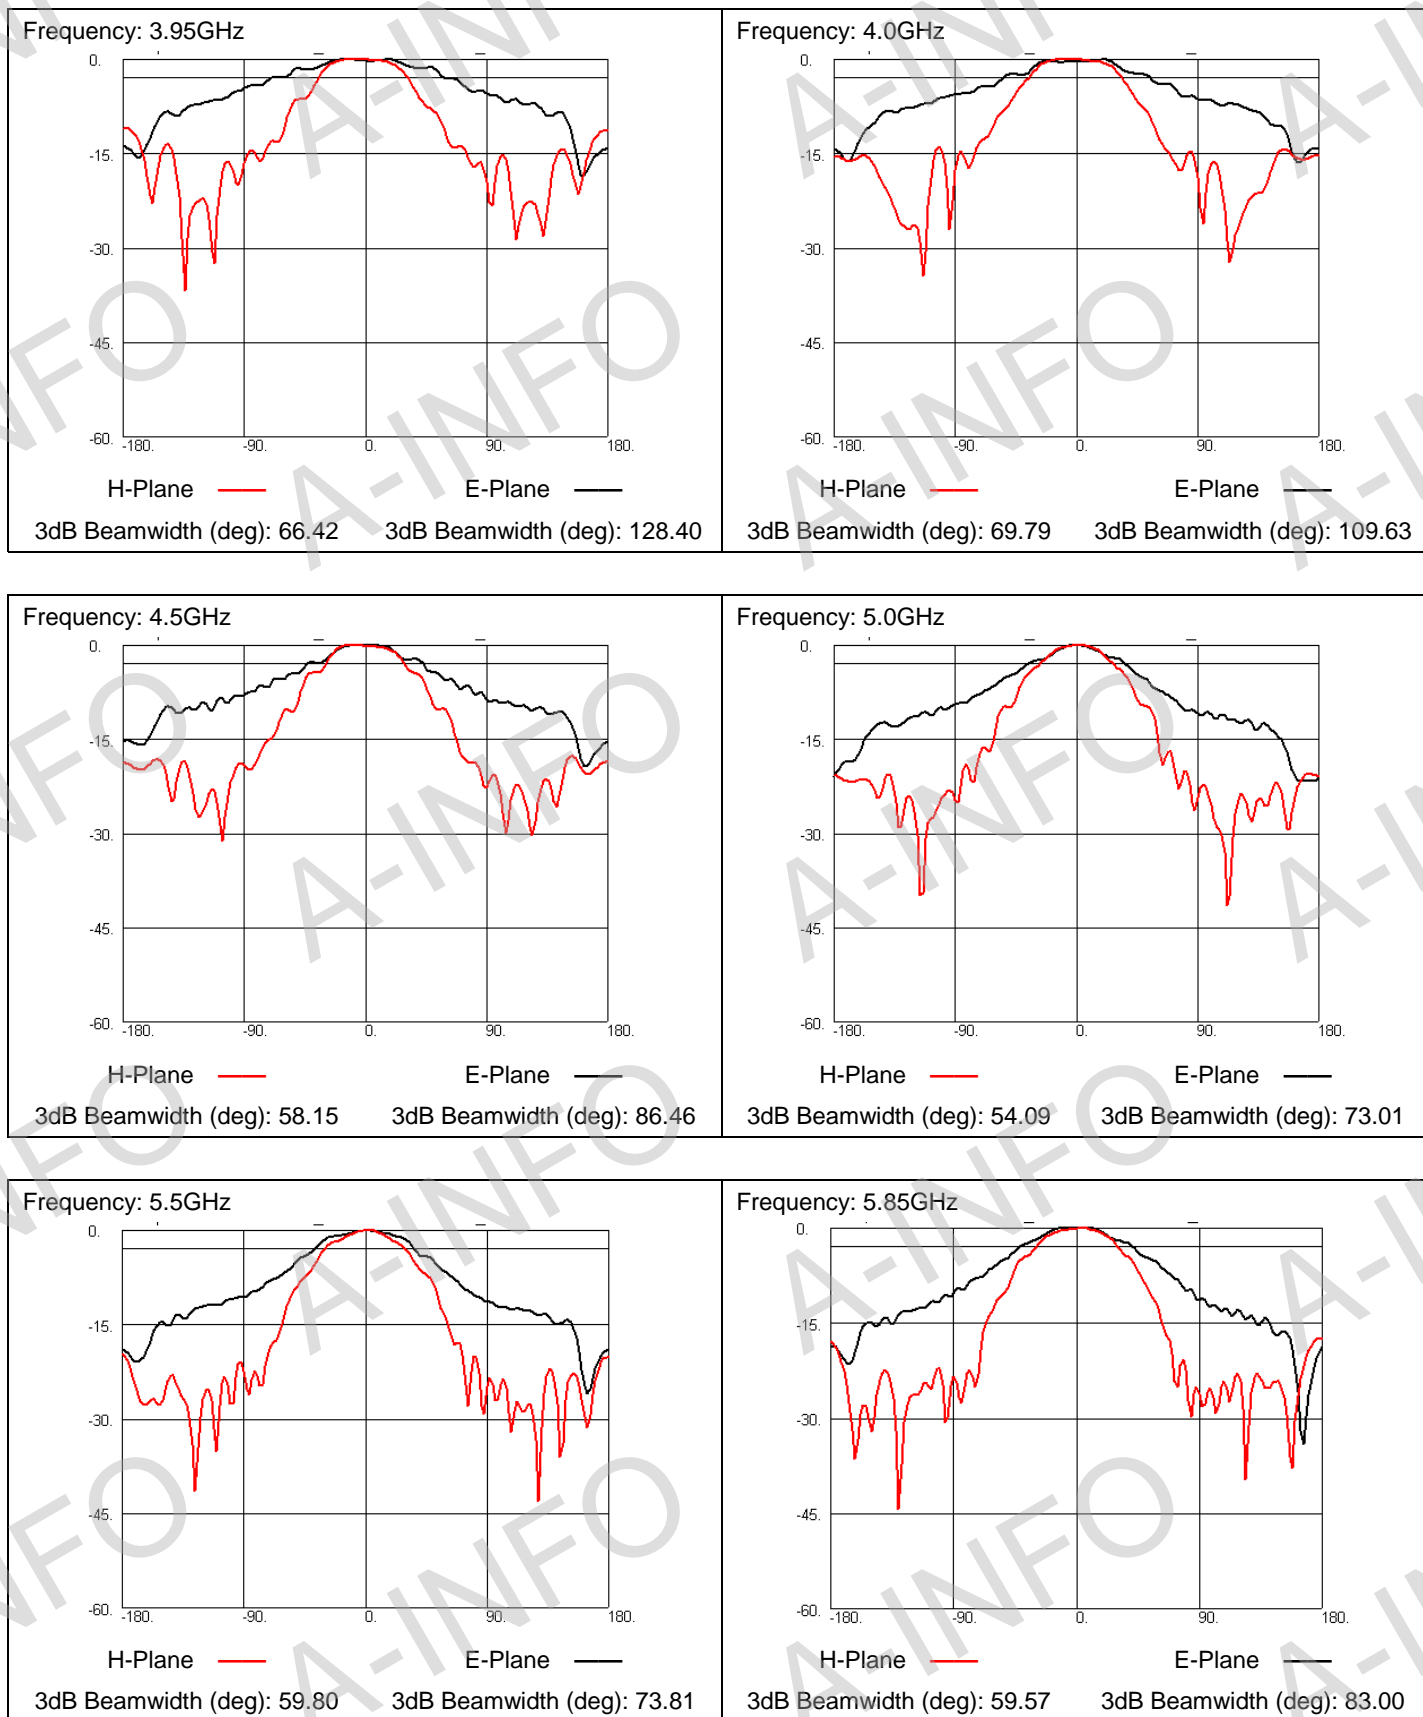 Frequency: 3.95GHz
0.
-15.
-30.
-45.
-60.
-180.
-90.
0.
90.
180.
H-Plane
E-Plane
3dB Beamwidth (deg): 66.42
3dB Beamwidth (deg): 128.40
Frequency: 4.0GHz
0.
-15.
-30.
-45.
-60.
-180.
-90.
0.
90.
180.
H-Plane
E-Plane
3dB Beamwidth (deg): 69.79
3dB Beamwidth (deg): 109.63
Frequency: 4.5GHz
0.
-15.
-30.
-45.
-60.
-180.
-90.
0.
90.
180.
H-Plane
E-Plane
3dB Beamwidth (deg): 58.15
3dB Beamwidth (deg): 86.46
Frequency: 5.0GHz
0.
-15.
-30.
-45.
-60.
-180.
-90.
0.
90.
180.
H-Plane
E-Plane
3dB Beamwidth (deg): 54.09
3dB Beamwidth (deg): 73.01
Frequency: 5.5GHz
0.
-15.
-30.
-45.
-60.
-180.
-90.
0.
90.
180.
H-Plane
E-Plane
3dB Beamwidth (deg): 59.80
3dB Beamwidth (deg): 73.81
Frequency: 5.85GHz
0.
-15.
-30.
-45.
-60.
-180.
-90.
0.
90.
180.
H-Plane
E-Plane
3dB Beamwidth (deg): 59.57
3dB Beamwidth (deg): 83.00
A-INFO
A-INFO
A-INFO
A-INFO
A-INFO
A-INFO
A-INFO
A-INFO